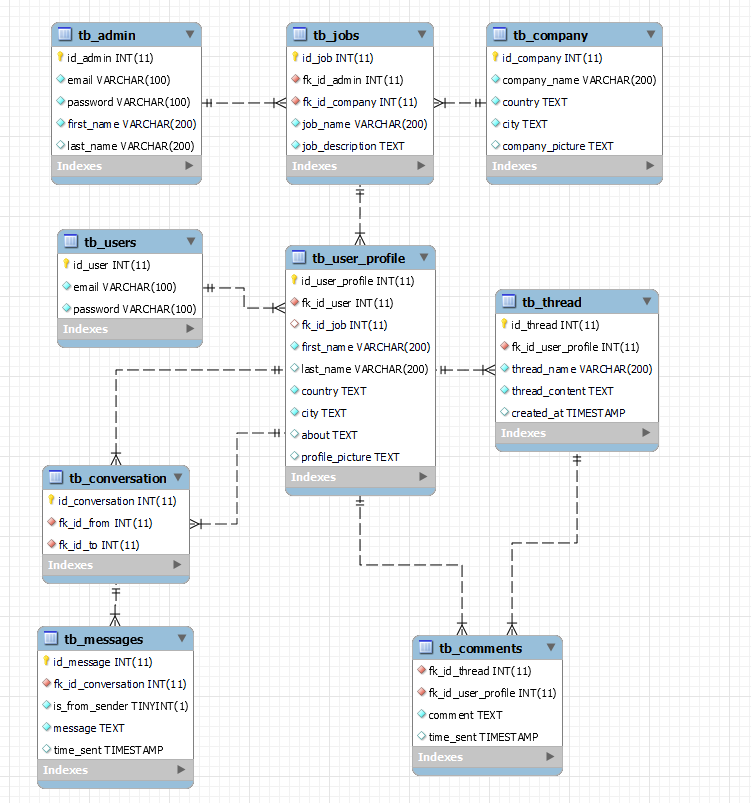 tb_admin
id_admin INT(11)
email VARCHAR(100)
password VARCHAR(100)
first_name VARCHAR(200)
last_name VARCHAR(200)
Indexes
tb_jobs
id_job INT(11)
fk_id_admin INT(11)
fk_id_company INT(11)
job_name VARCHAR(200)
job_description TEXT
Indexes
tb_company
id_company INT(11)
company_name VARCHAR(200)
country TEXT
city TEXT
company_picture TEXT
Indexes
tb_users
id_user INT(11)
email VARCHAR(100)
password VARCHAR(100)
Indexes
tb_user_profile
id_user_profile INT(11)
fk_id_user INT(11)
fk_id_job INT(11)
first_name VARCHAR(200)
last_name VARCHAR(200)
country TEXT
city TEXT
about TEXT
profile_picture TEXT
Indexes
tb_thread
id_thread INT(11)
fk_id_user_profile INT(11)
thread_name VARCHAR(200)
thread_content TEXT
created_at TIMESTAMP
Indexes
tb_conversation
id_conversation INT(11)
fk_id_from INT(11)
fk_id_to INT(11)
Indexes
tb_messages
id_message INT(11)
fk_id_conversation INT(11)
is_from_sender TINYINT(1)
message TEXT
time_sent TIMESTAMP
Indexes
tb_comments
fk_id_thread INT(11)
fk_id_user_profile INT(11)
comment TEXT
time_sent TIMESTAMP
Indexes